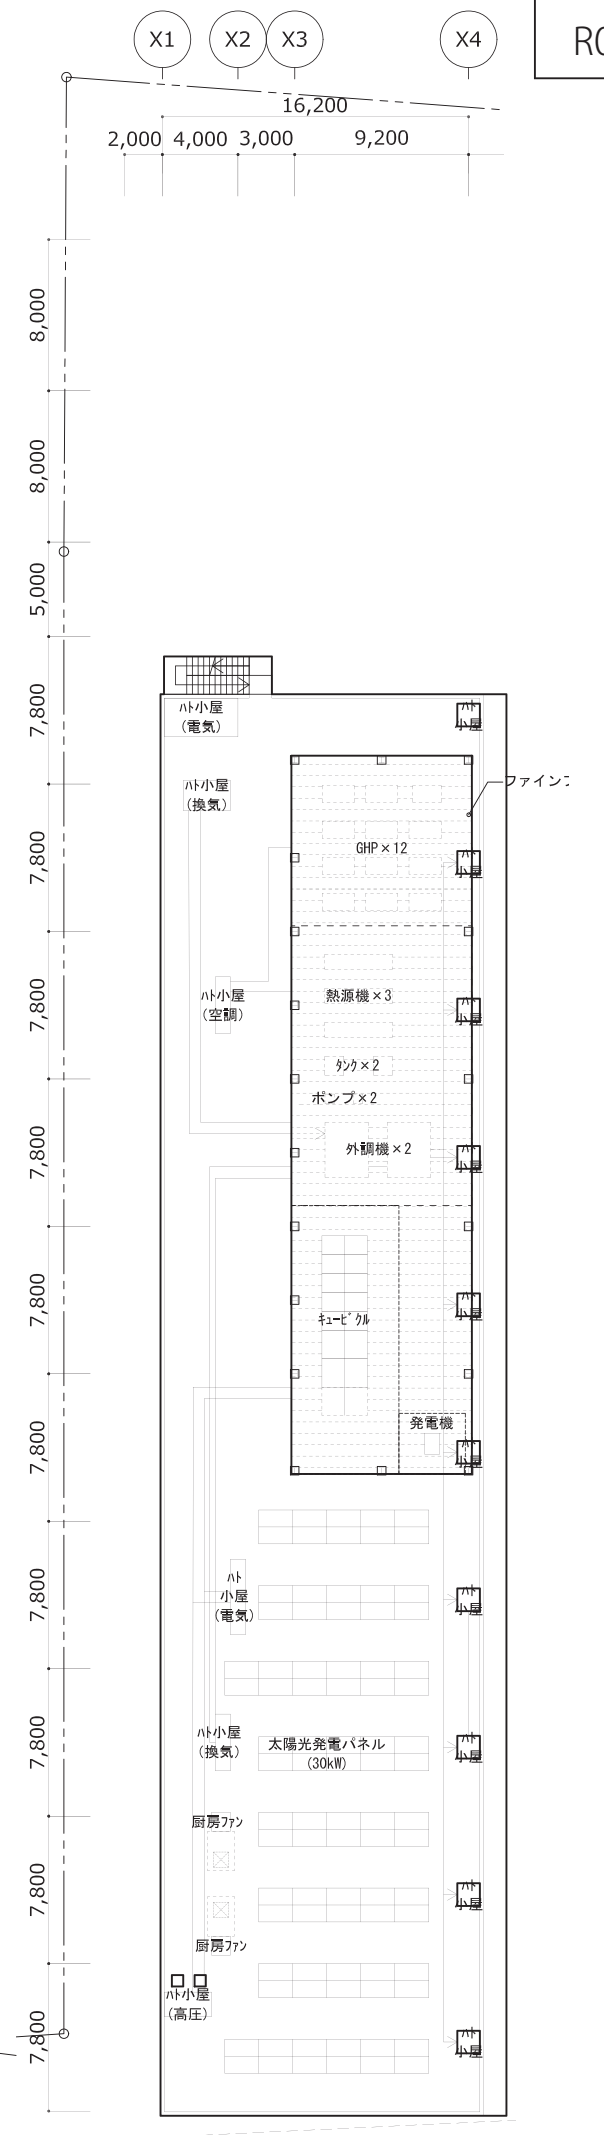 X1
X2
X3
X4
R0
16,200
2,000
4,000
3,000
9,200
8,000
8,000
5,000
7,800
7,800
7,800
7,800
7,800
7,800
7,800
7,800
7,800
7,800
ハト小屋
(電気)
ハト
小屋
ハト小屋
(換気)
ファインフ
GHP×12
ハト
小屋
ハト小屋
(空調)
熱源機×3
ハト
小屋
タンク×2
ポンプ×2
外調機×2
ハト
小屋
キュービクル
ハト
小屋
発電機
ハト
小屋
ハト
小屋
(電気)
ハト
小屋
ハト小屋
(換気)
太陽光発電パネル
(30kW)
ハト
小屋
厨房ファン
ハト
小屋
厨房ファン
ハト小屋
(高圧)
ハト
小屋